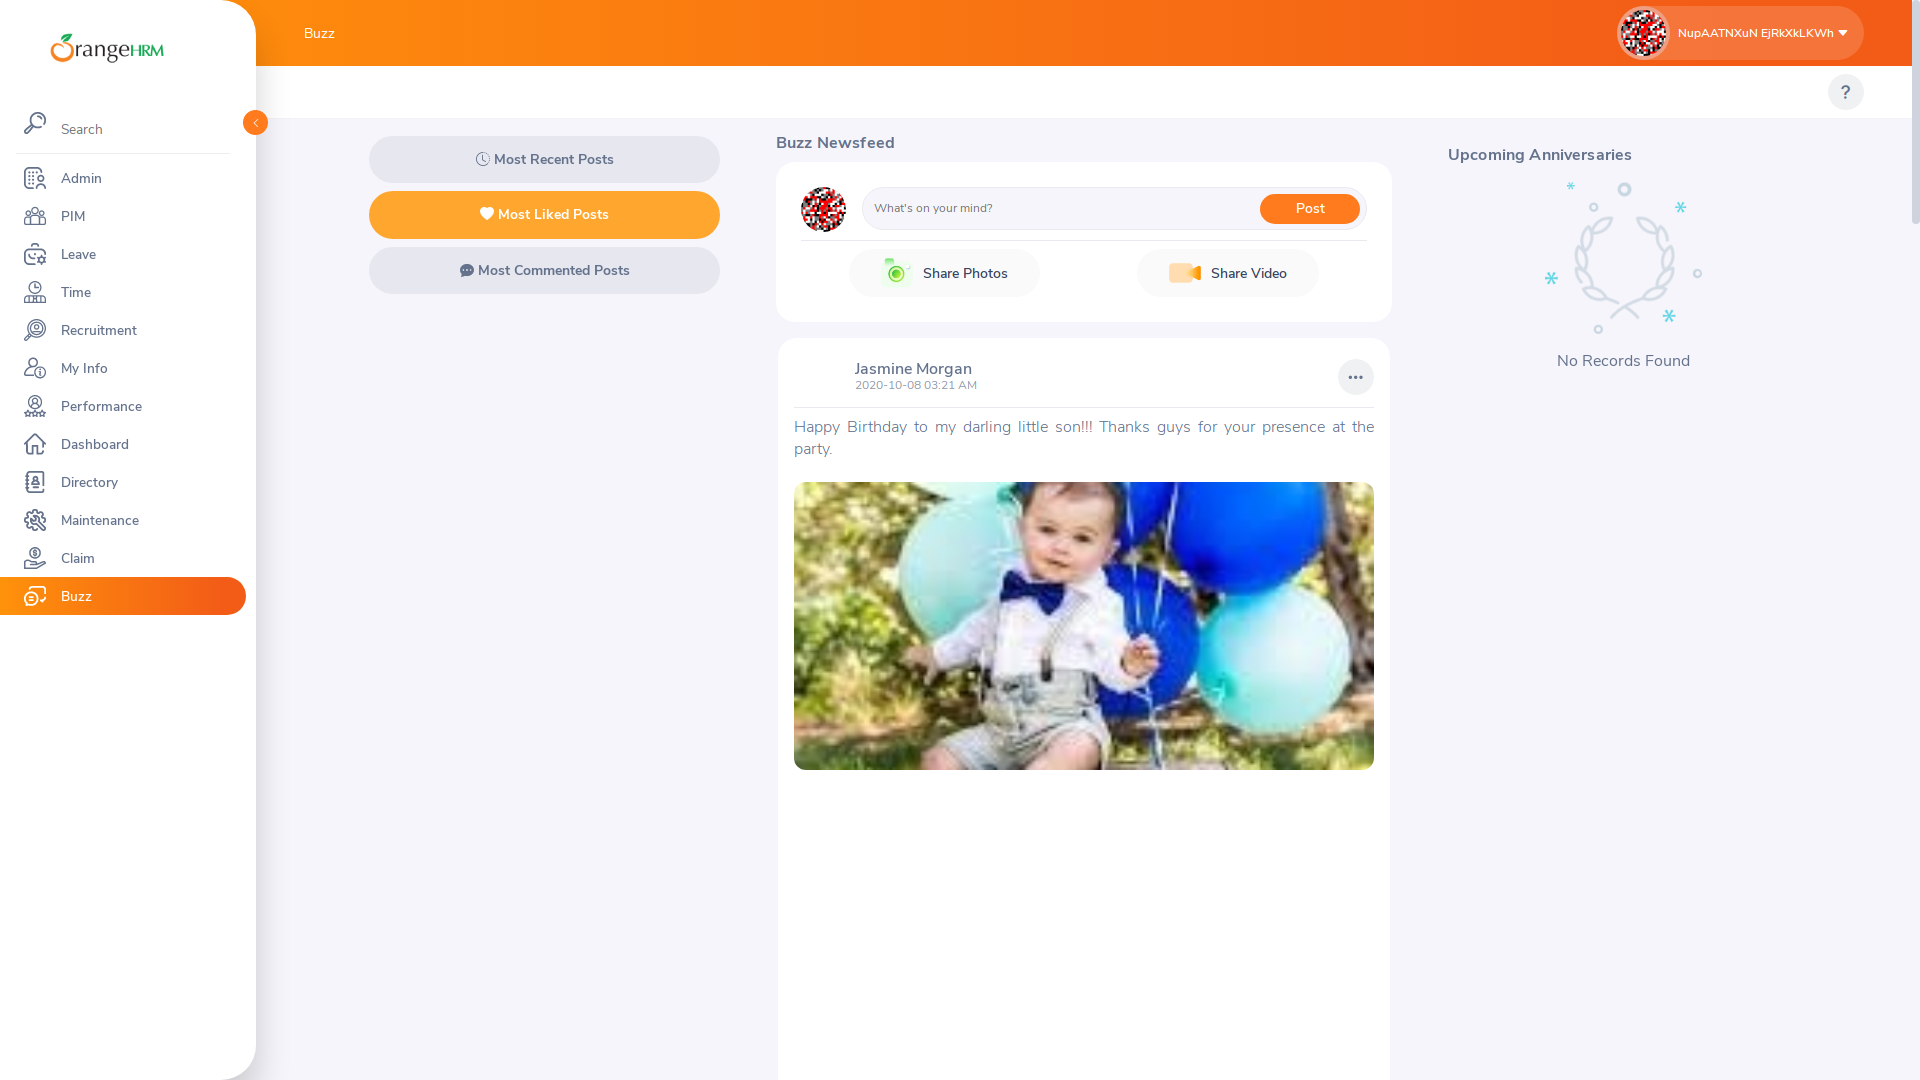 OrangeHRM
Search
Admin
PIM
Leave
Time
Recruitment
My Info
Performance
Dashboard
Directory
Maintenance
Claim
Buzz
Buzz
NupAATNXuN EjRkXkLKWh
?
Most Recent Posts
Most Liked Posts
Most Commented Posts
Buzz Newsfeed
What's on your mind?
Post
Share Photos
Share Video
Jasmine Morgan
2020-10-08 03:21 AM
Happy Birthday to my darling little son!!! Thanks guys for your presence at the
party.
Upcoming Anniversaries
No Records Found